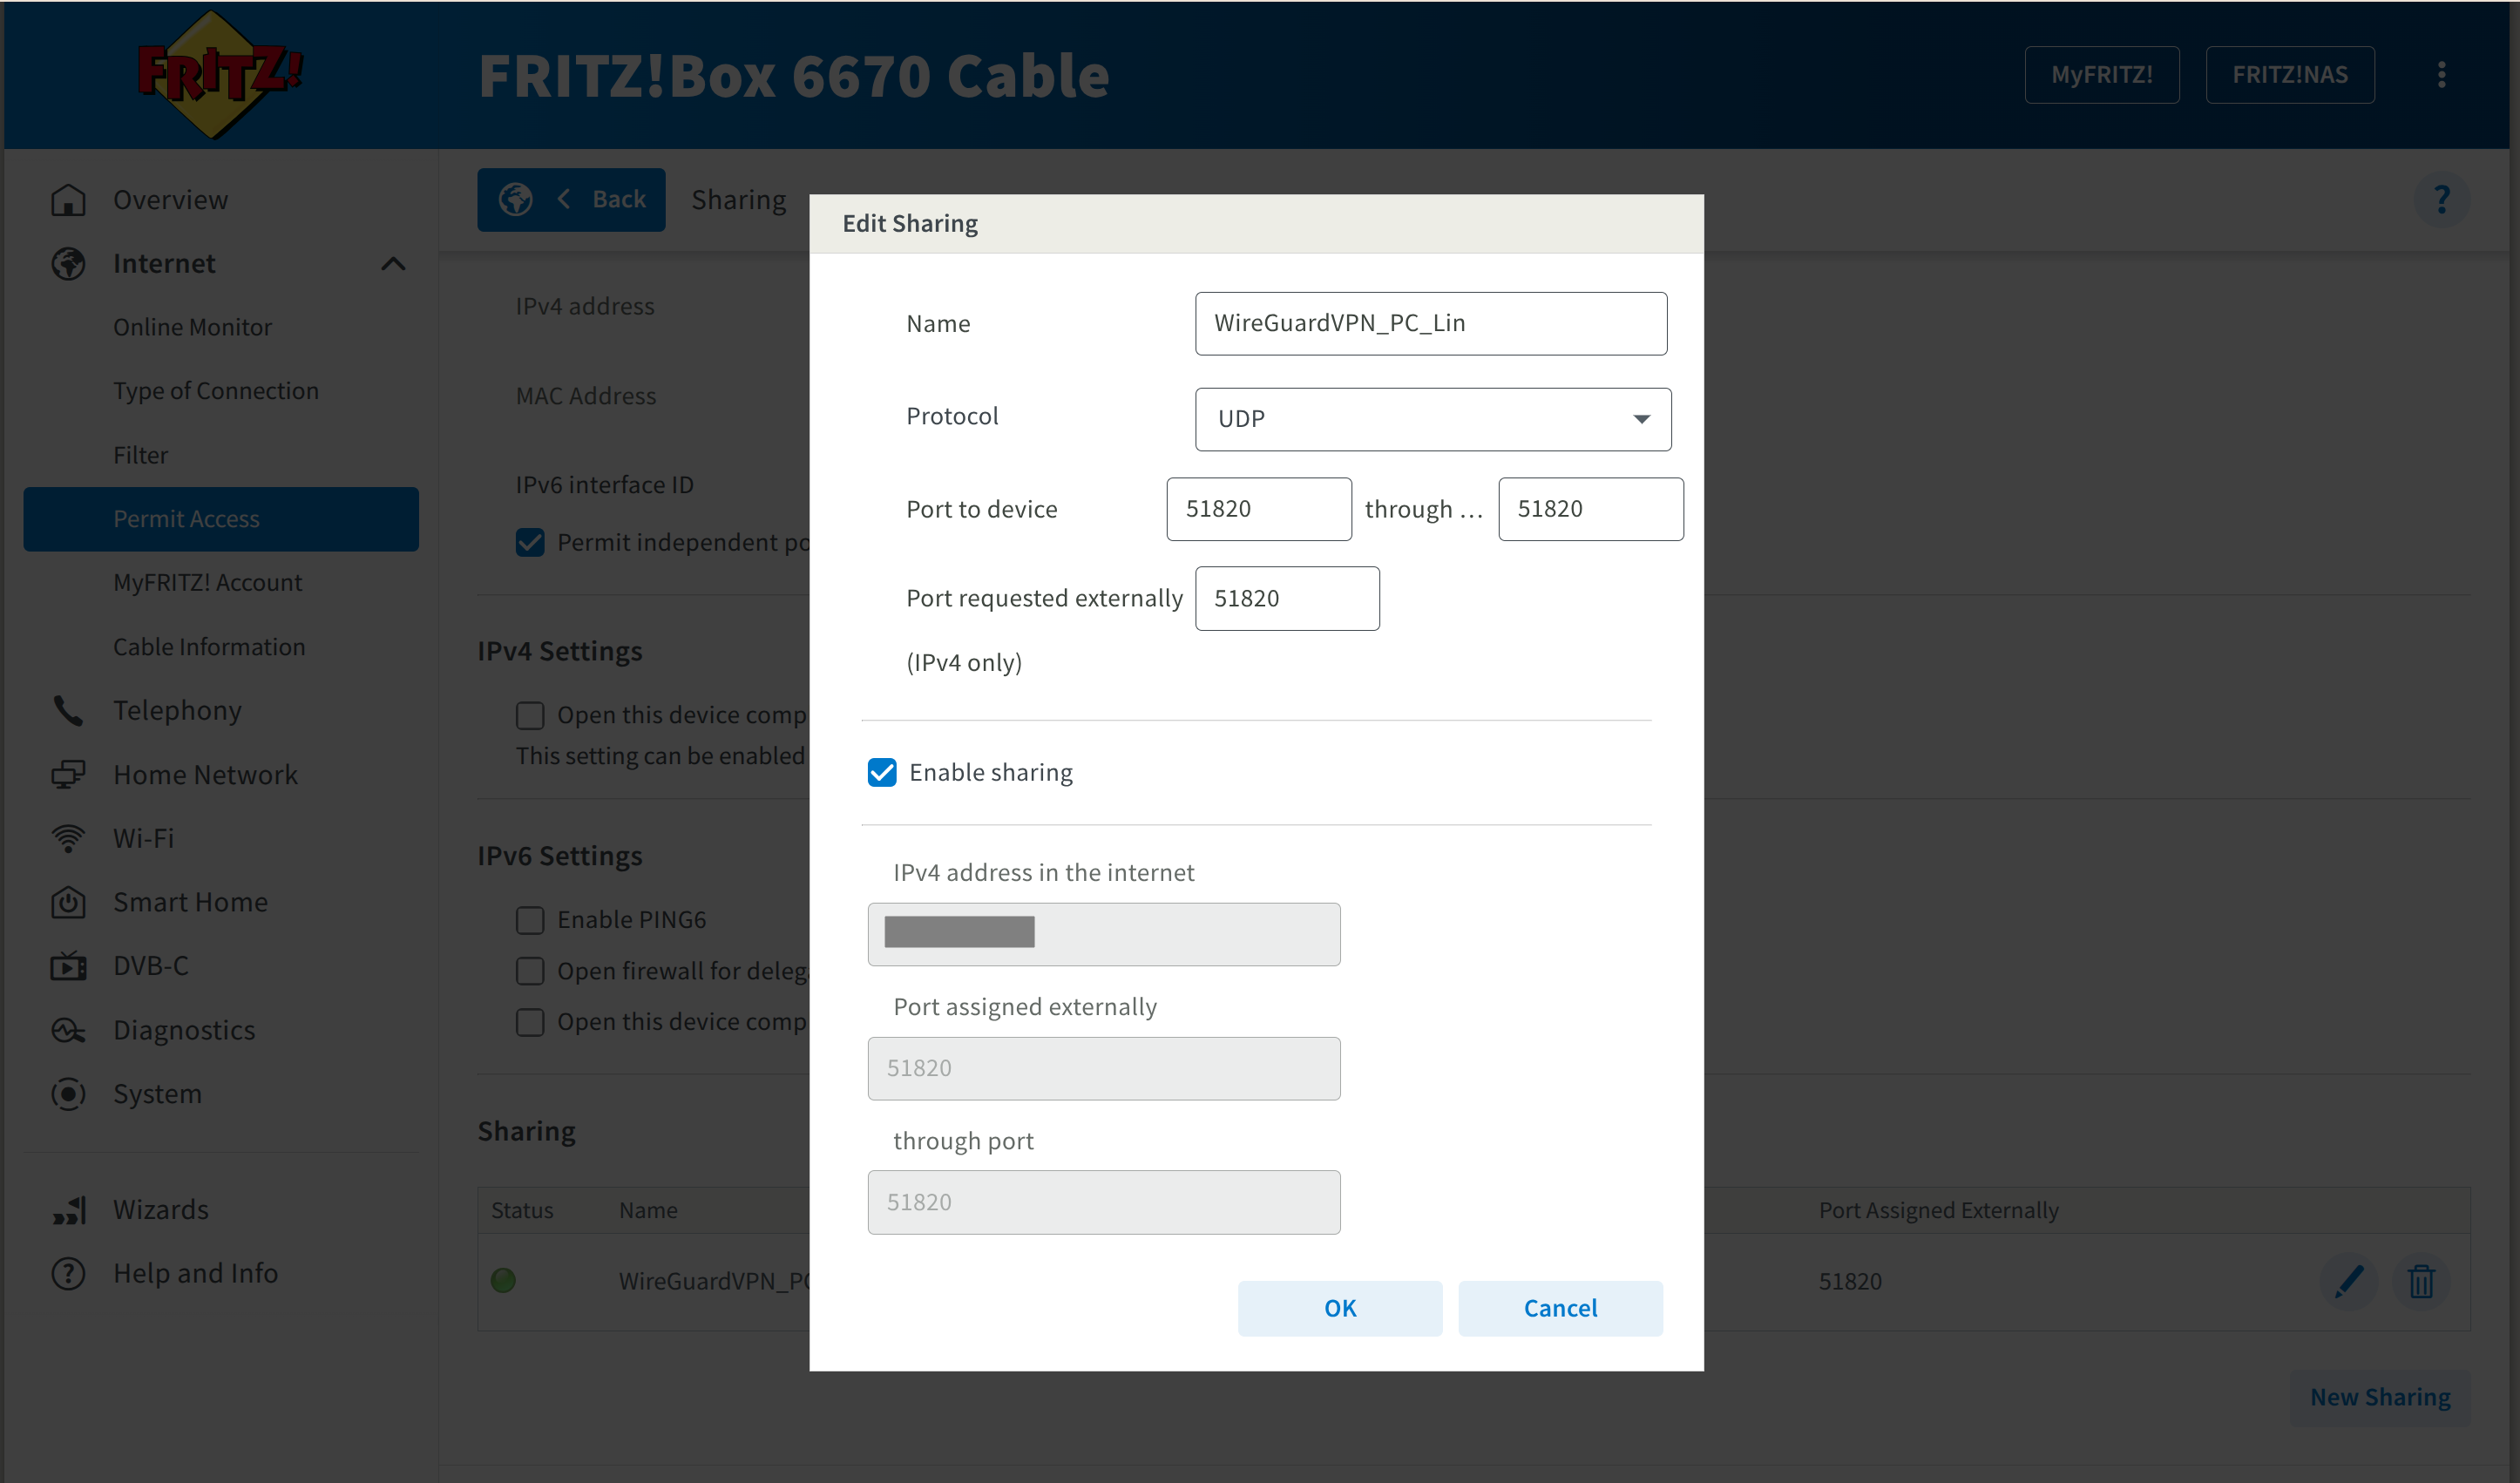 FRITZ!
FRITZ!Box 6670 Cable
MyFRITZ!
FRITZ!NAS
Overview
Internet
Online Monitor
Type of Connection
Filter
Permit Access
MyFRITZ! Account
Cable Information
Telephony
Home Network
Wi-Fi
Smart Home
DVB-C
Diagnostics
System
Wizards
Help and Info
Back
Sharing
?
IPv4 address
MAC Address
IPv6 interface ID
Permit independent po
IPv4 Settings
Open this device comp
This setting can be enabled
IPv6 Settings
Enable PING6
Open firewall for deleg
Open this device comp
Sharing
Status Name Port Assigned Externally
WireGuardVPN_PC 51820
New Sharing
Edit Sharing
Name WireGuardVPN_PC_Lin
Protocol UDP
Port to device 51820 through ... 51820
Port requested externally 51820
(IPv4 only)
Enable sharing
IPv4 address in the internet
Port assigned externally
51820
through port
51820
OK Cancel